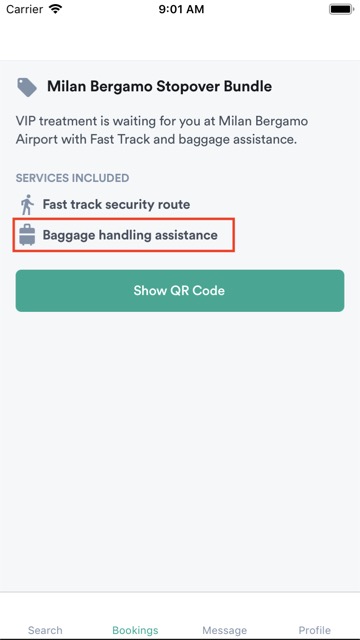 Carrier 9:01 AM
Milan Bergamo Stopover Bundle
VIP treatment is waiting for you at Milan Bergamo
Airport with Fast Track and baggage assistance.
SERVICES INCLUDED
Fast track security route
Baggage handling assistance
Show QR Code
Search Bookings Message Profile